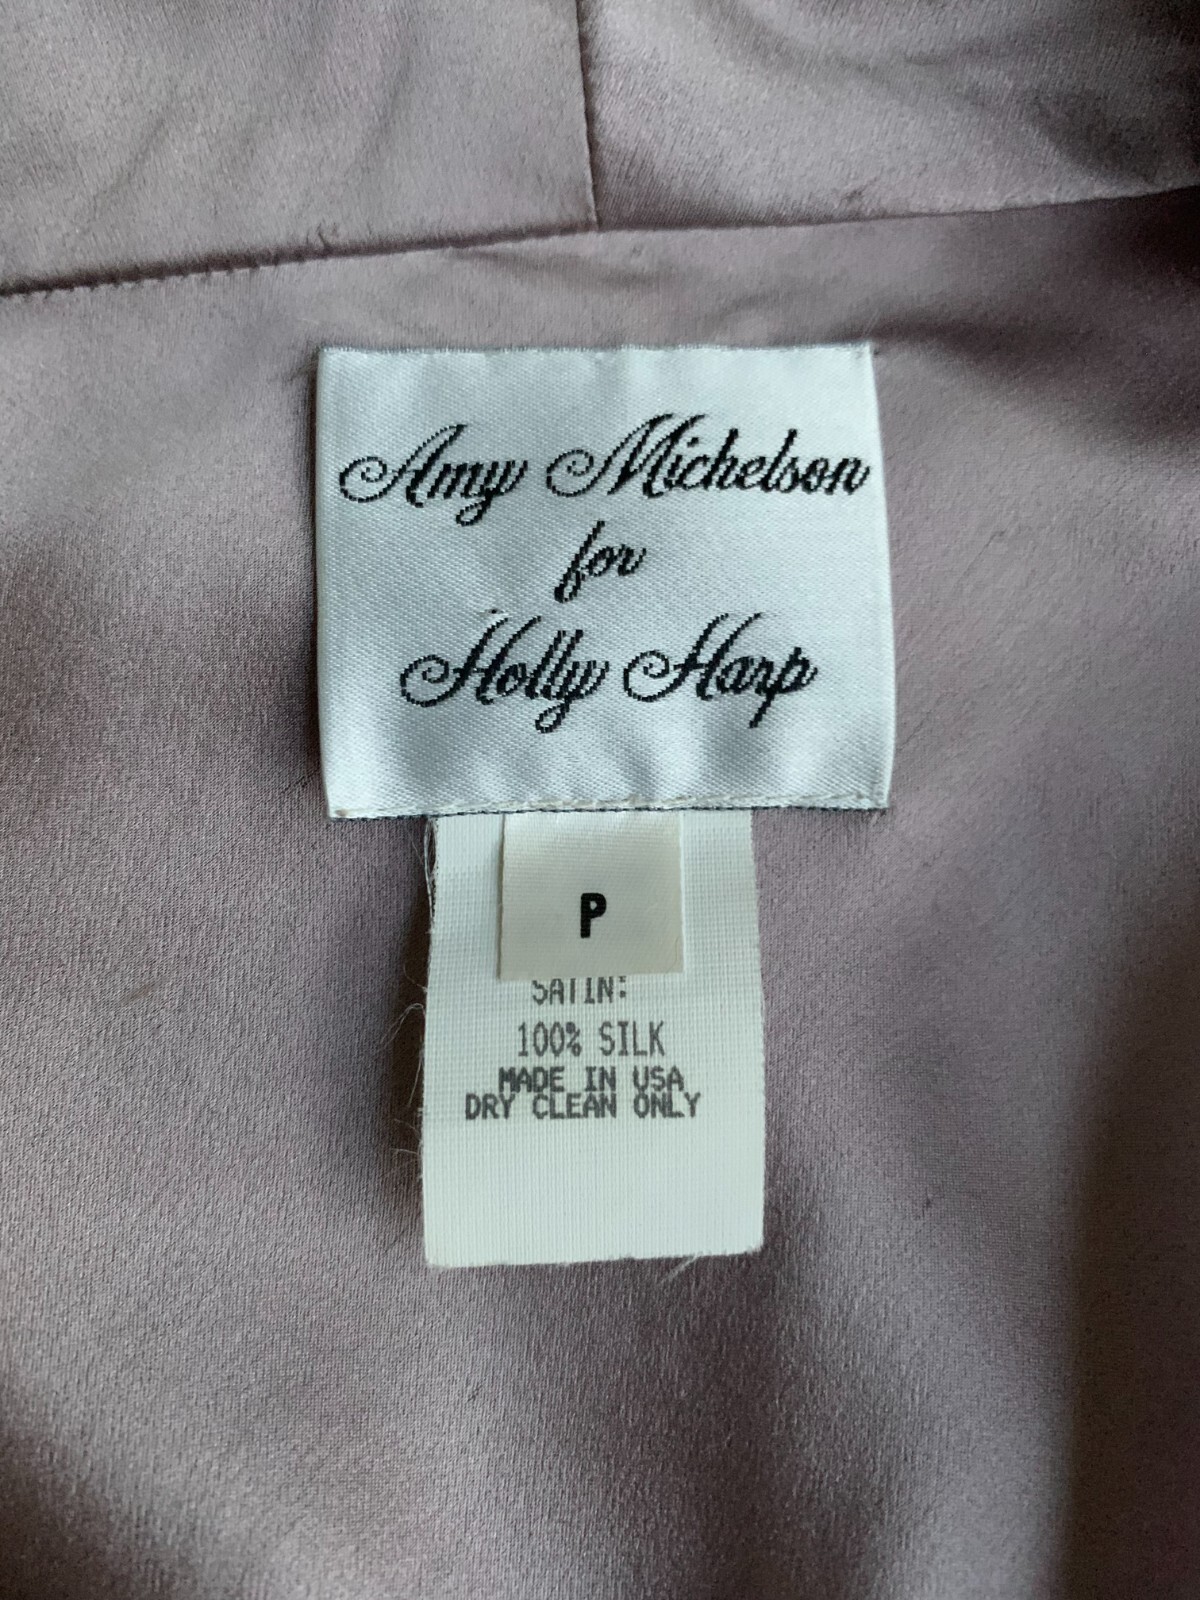 Amy Michelson
for
Holly Harp
P
SATIN:
100% SILK
MADE IN USA
DRY CLEAN ONLY